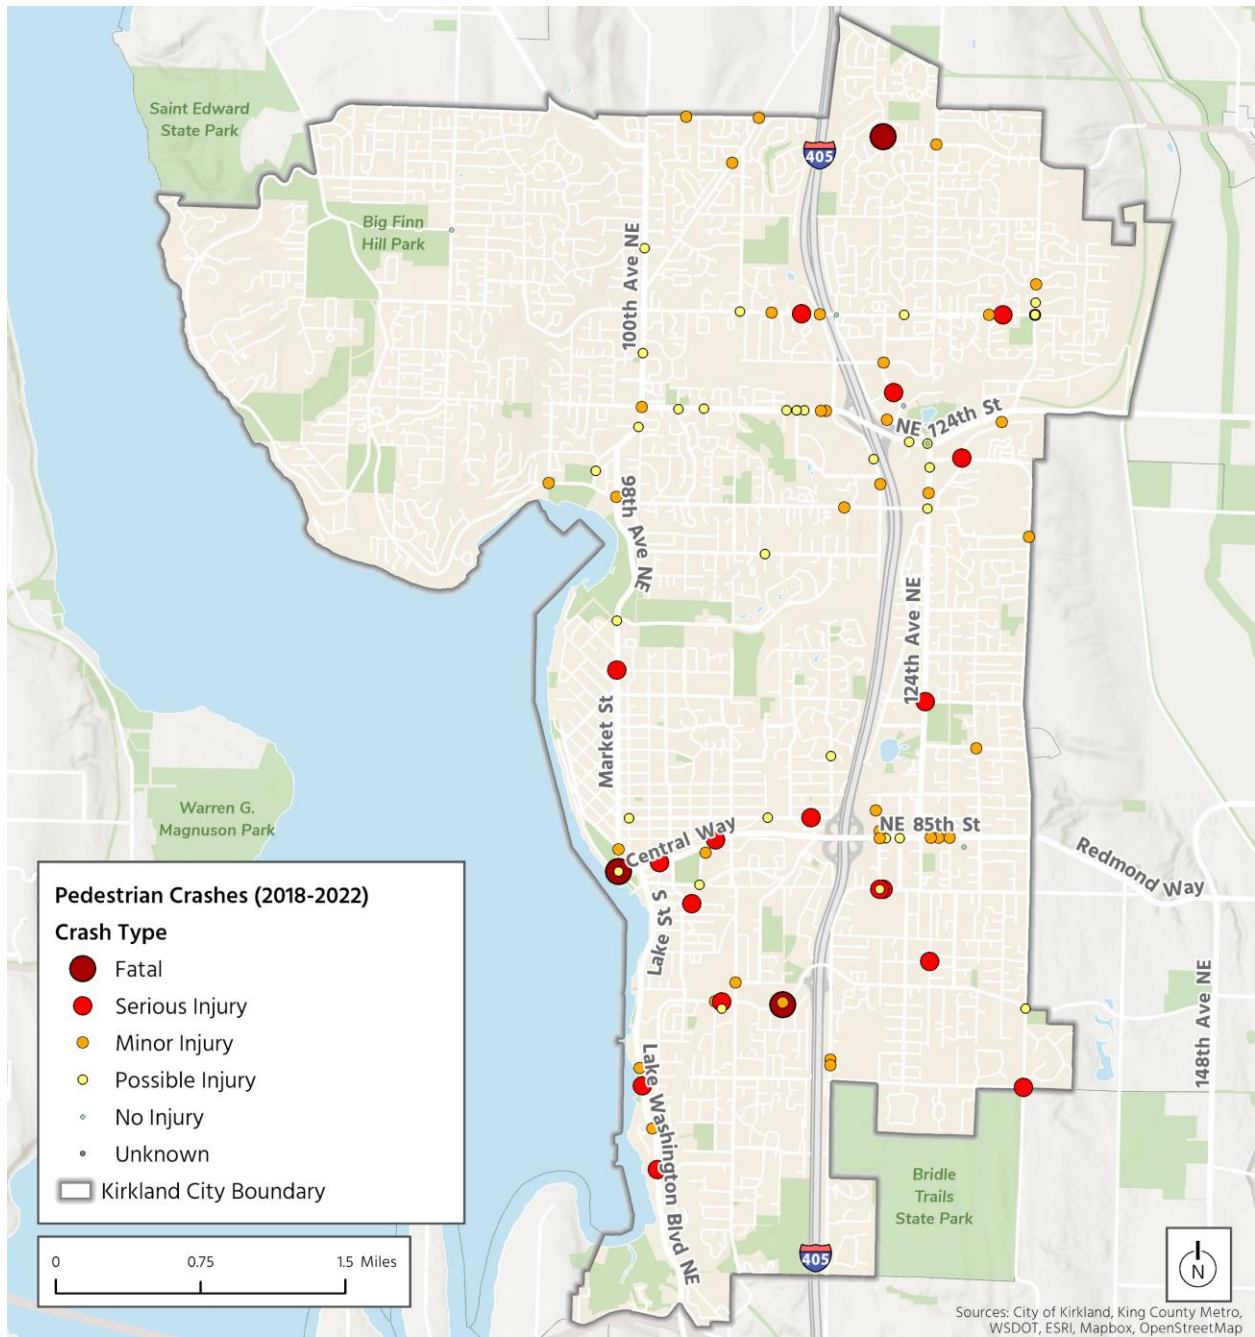 Saint Edward
State Park
405
Big Finn
Hill Park
100th Ave NE
NE 124th St
98th Ave NE
124th Ave NE
Market St
Warren G.
Magnuson Park
NE 85th St
Central Way
Redmond Way
Lake St S
148th Ave NE
Lake Washington Blvd NE
Bridle
Trails
State Park
405
Pedestrian Crashes (2018-2022)
Crash Type
Fatal
Serious Injury
Minor Injury
Possible Injury
No Injury
Unknown
Kirkland City Boundary
0 0.75 1.5 Miles
N
Sources: City of Kirkland, King County Metro,
WSDOT, ESRI, Mapbox, OpenStreetMap